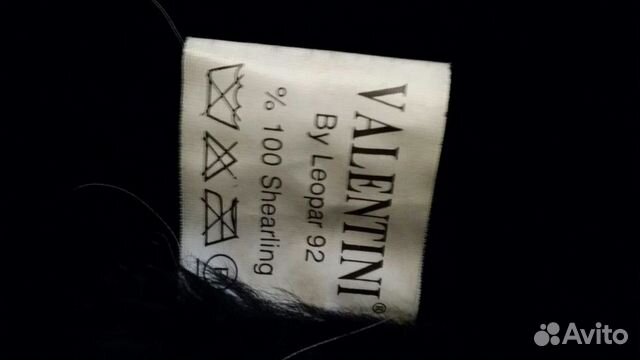 VALENTINI®
By Leopar 92
% 100 Shearling
P
Avito